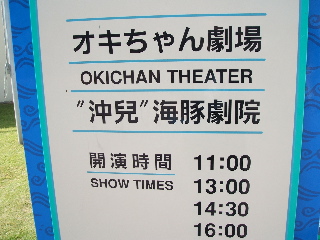 オキちゃん劇場
OKICHAN THEATER
"沖兒"海豚劇院
開演時間 11:00
SHOW TIMES 13:00
14:30
16:00